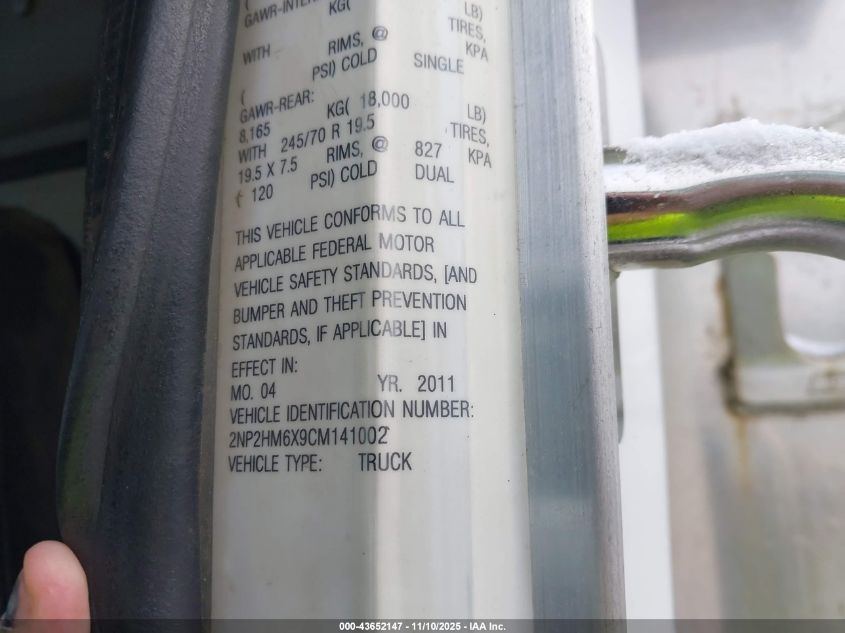 (
GAWR-INTER
KG( LB)
TIRES,
WITH RIMS, @ KPA
PSI) COLD SINGLE
(
GAWR-REAR:
8,165 KG( 18,000 LB)
WITH 245/70 R 19.5 TIRES,
19.5 X 7.5 RIMS, @ 827 KPA
( 120 PSI) COLD DUAL
THIS VEHICLE CONFORMS TO ALL
APPLICABLE FEDERAL MOTOR
VEHICLE SAFETY STANDARDS, [AND
BUMPER AND THEFT PREVENTION
STANDARDS, IF APPLICABLE] IN
EFFECT IN:
MO. 04 YR. 2011
VEHICLE IDENTIFICATION NUMBER:
2NP2HM6X9CM141002
VEHICLE TYPE: TRUCK
000-43652147 - 11/10/2025 - IAA Inc.